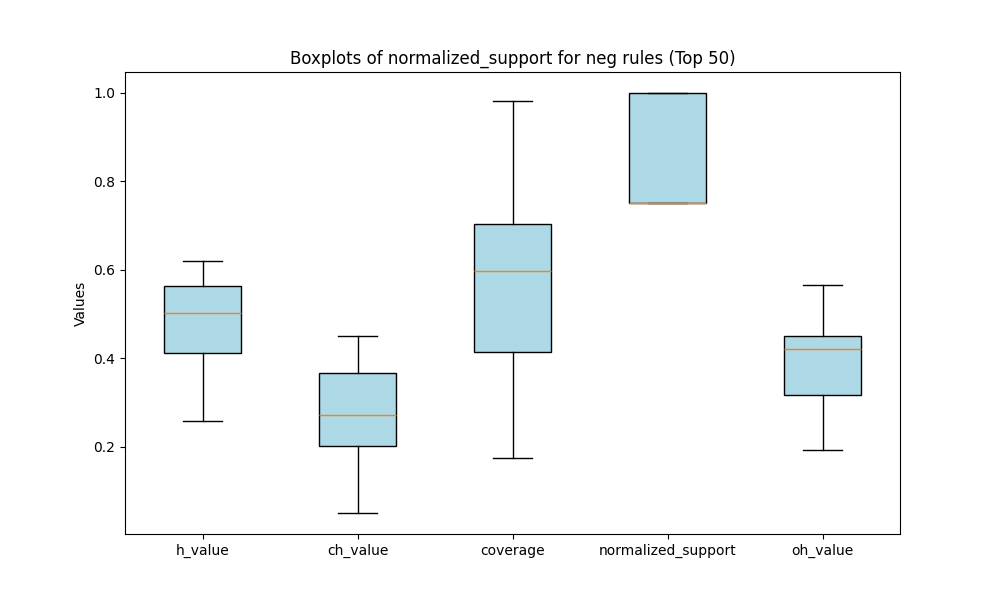 Boxplots of normalized_support for neg rules (Top 50)
1.0
0.8
0.6
0.4
0.2
Values
h_value
ch_value
coverage
normalized_support
oh_value